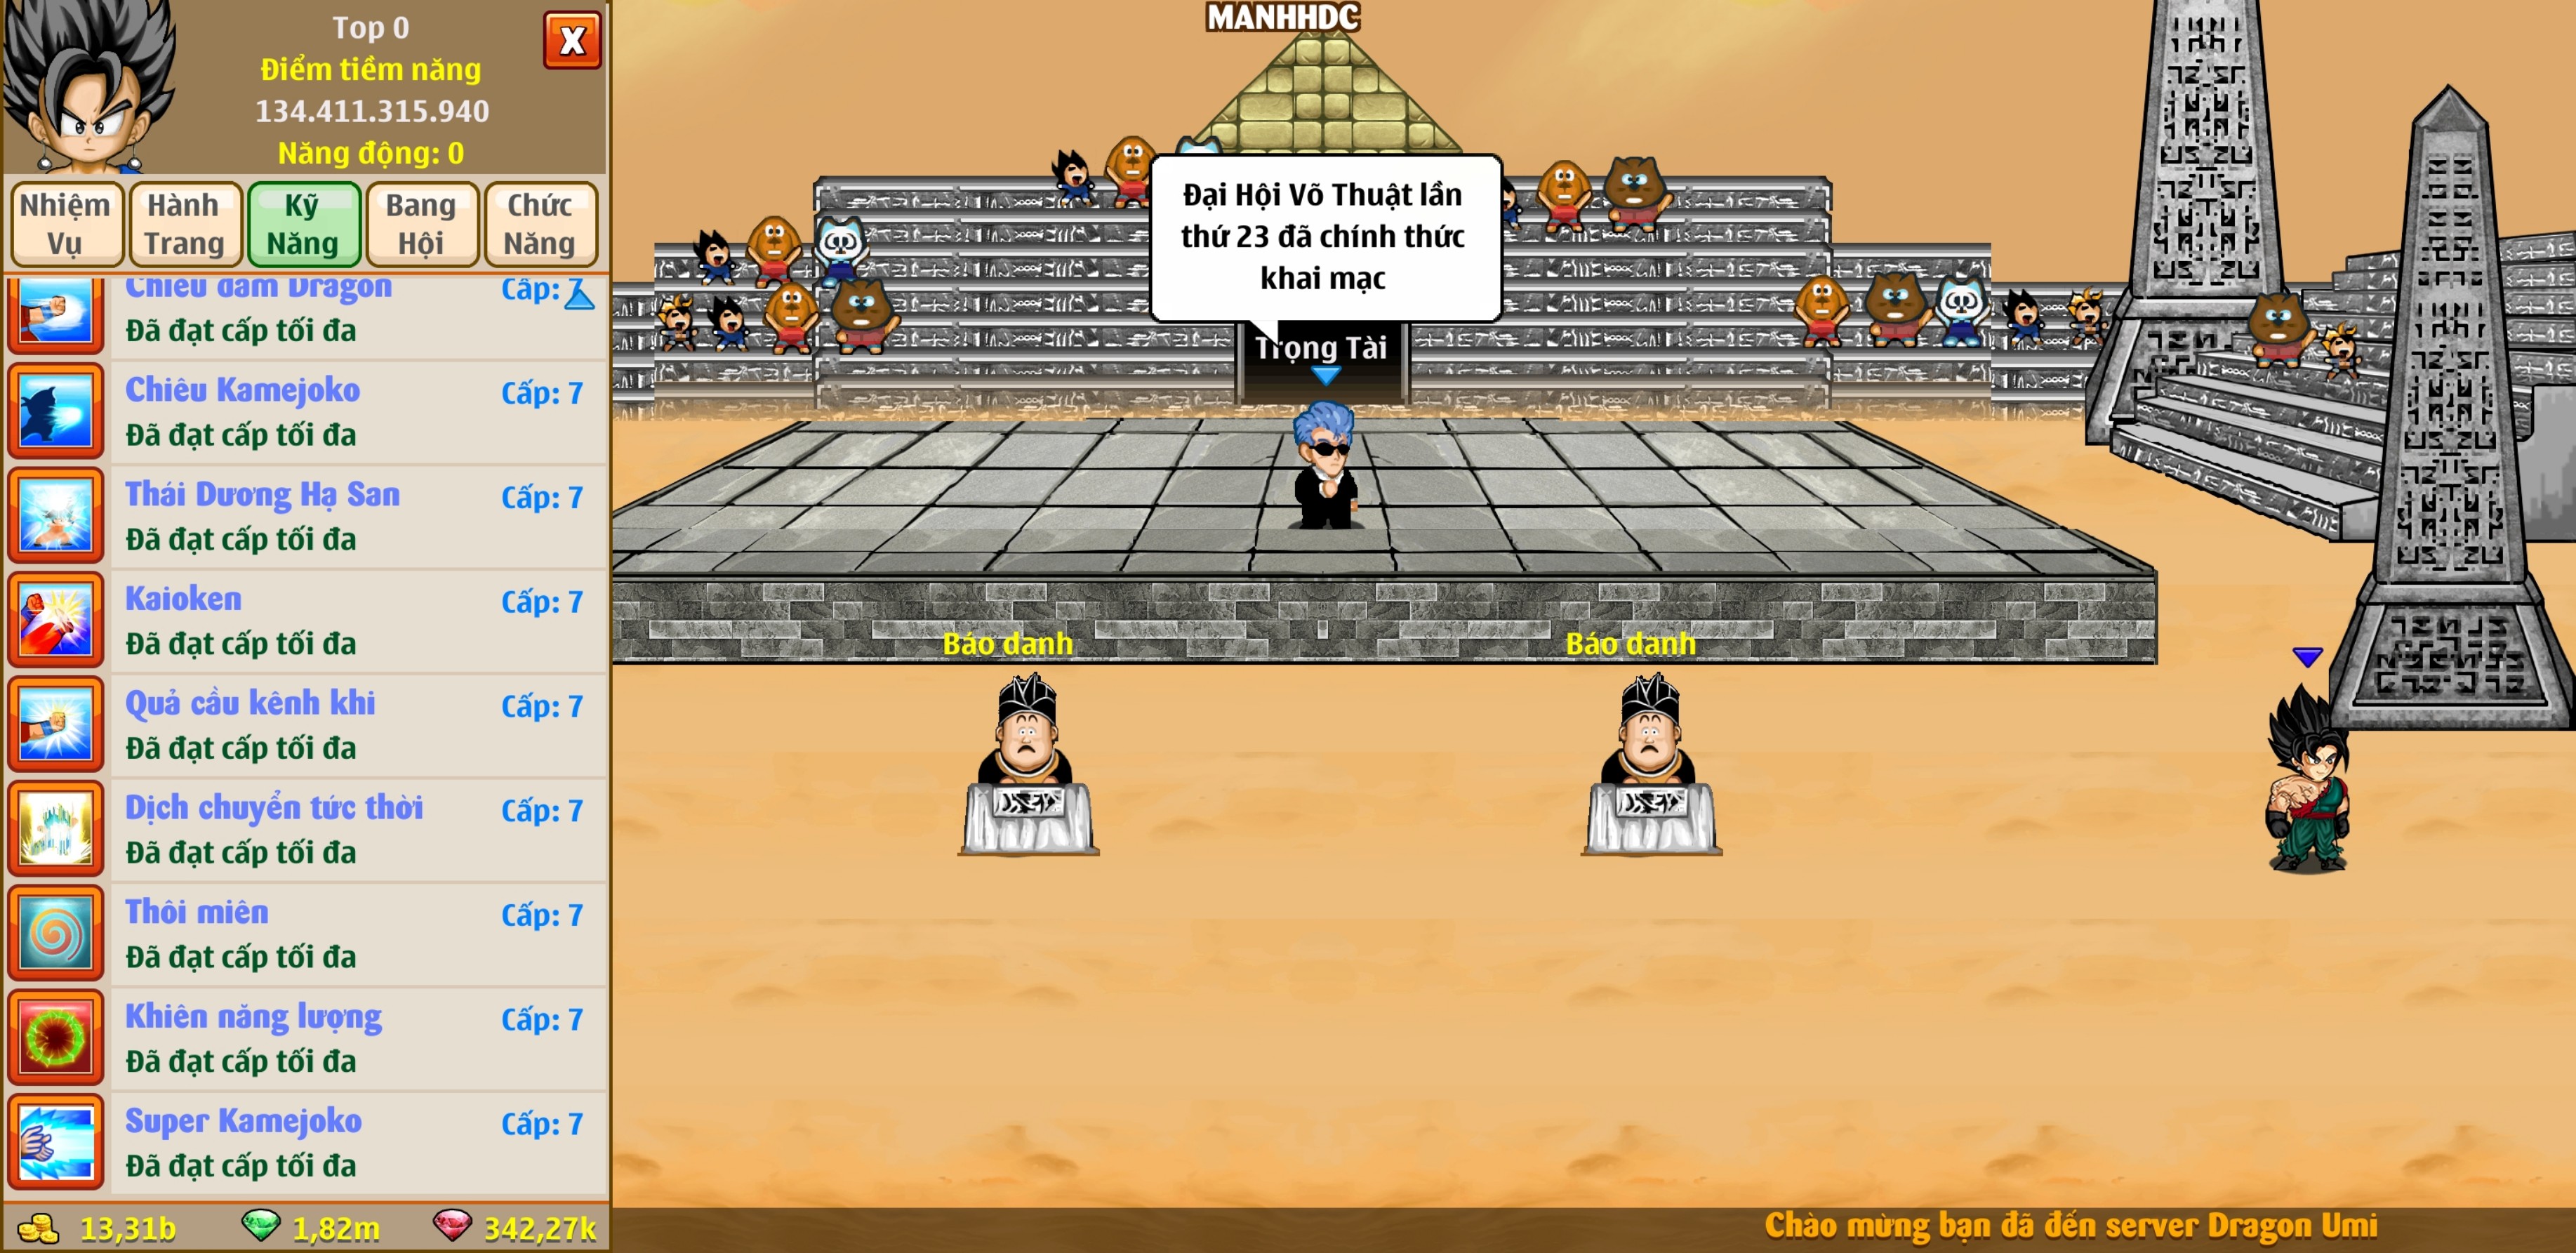 Top 0
Điểm tiềm năng
134.411.315.940
Năng động: 0
X
Nhiệm Vụ
Hành Trang
Kỹ Năng
Bang Hội
Chức Năng
Chiêu đấm Dragon
Cấp: 7
Đã đạt cấp tối đa
Chiêu Kamejoko
Cấp: 7
Đã đạt cấp tối đa
Thái Dương Hạ San
Cấp: 7
Đã đạt cấp tối đa
Kaioken
Cấp: 7
Đã đạt cấp tối đa
Quả cầu kênh khi
Cấp: 7
Đã đạt cấp tối đa
Dịch chuyển tức thời
Cấp: 7
Đã đạt cấp tối đa
Thôi miên
Cấp: 7
Đã đạt cấp tối đa
Khiên năng lượng
Cấp: 7
Đã đạt cấp tối đa
Super Kamejoko
Cấp: 7
Đã đạt cấp tối đa
13,31b
1,82m
342,27k
MANHHDC
Đại Hội Võ Thuật lần
thứ 23 đã chính thức
khai mạc
Trọng Tài
Báo danh
Báo danh
Chào mừng bạn đã đến server Dragon Umi